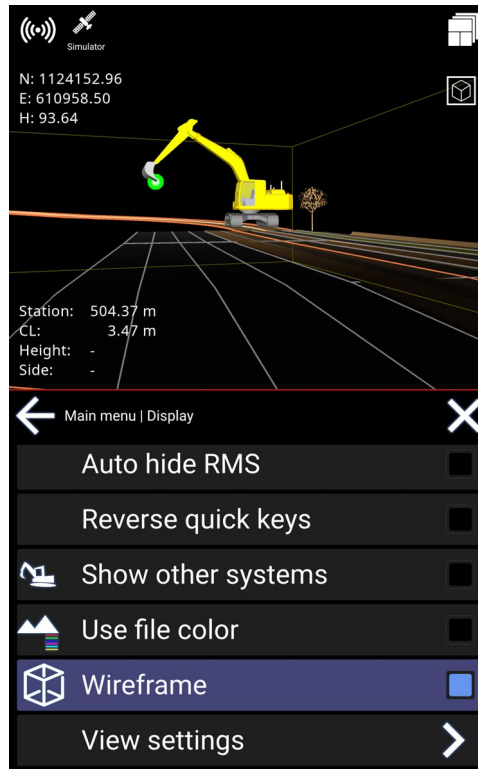 Simulator
N: 1124152.96
E: 610958.50
H: 93.64
Station: 504.37 m
CL: 3.47 m
Height: -
Side: -
Main menu | Display
Auto hide RMS
Reverse quick keys
Show other systems
Use file color
Wireframe
View settings